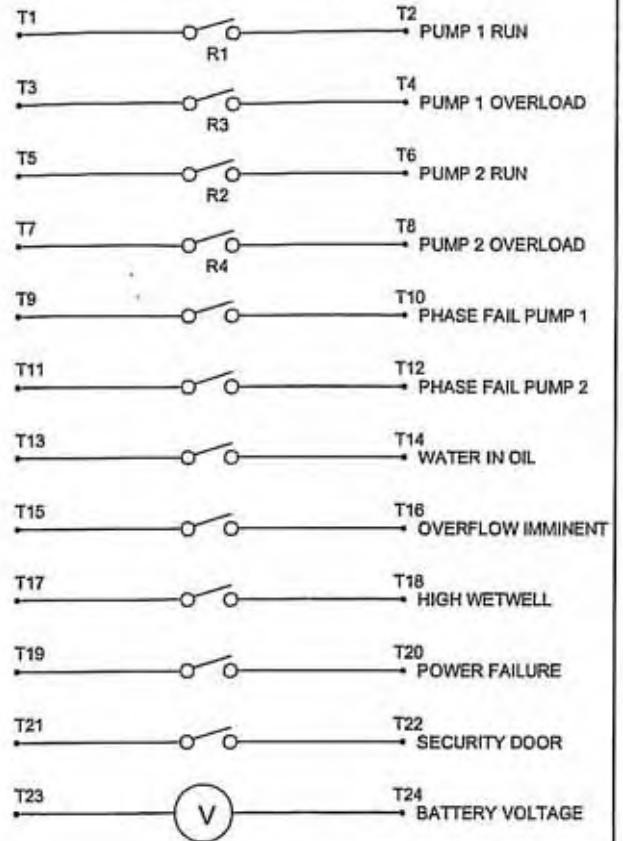 T1 T2 PUMP 1 RUN
R1
T3 T4 PUMP 1 OVERLOAD
R3
T5 T6 PUMP 2 RUN
R2
T7 T8 PUMP 2 OVERLOAD
R4
T9 T10 PHASE FAIL PUMP 1
T11 T12 PHASE FAIL PUMP 2
T13 T14 WATER IN OIL
T15 T16 OVERFLOW IMMINENT
T17 T18 HIGH WETWELL
T19 T20 POWER FAILURE
T21 T22 SECURITY DOOR
T23 T24 BATTERY VOLTAGE
V